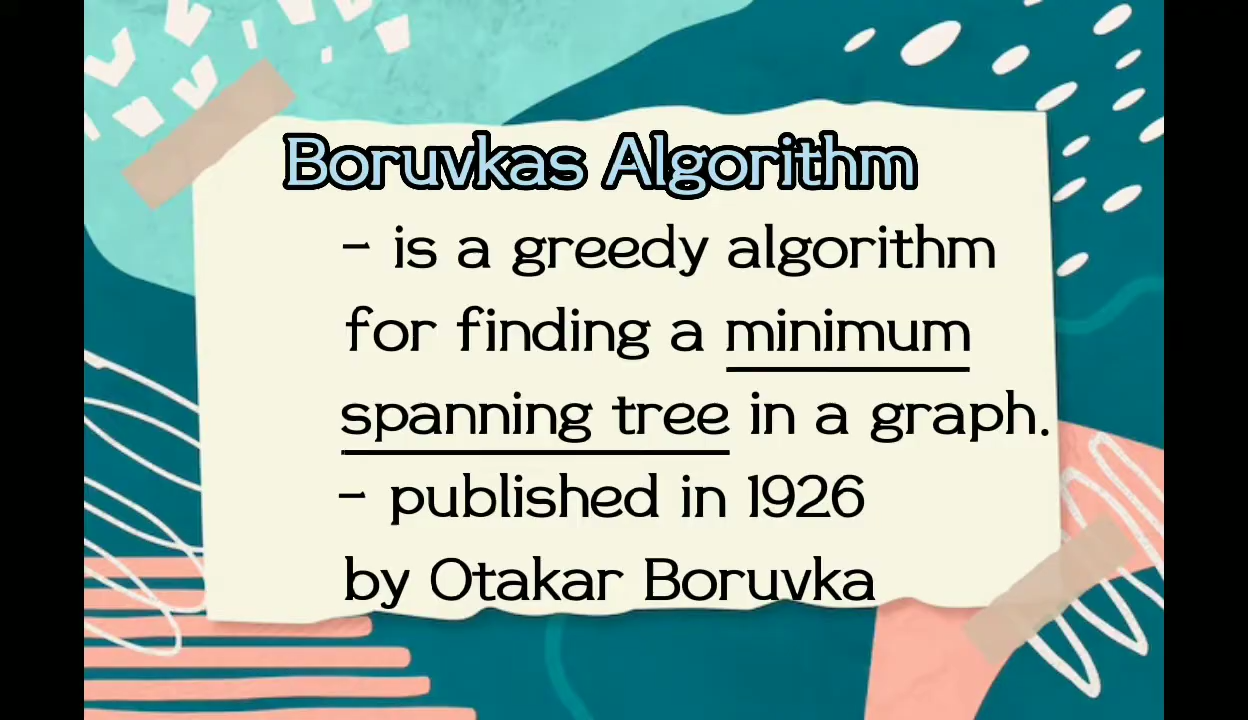 Boruvkas Algorithm
- is a greedy algorithm
for finding a minimum
spanning tree in a graph.
- published in 1926
by Otakar Boruvka